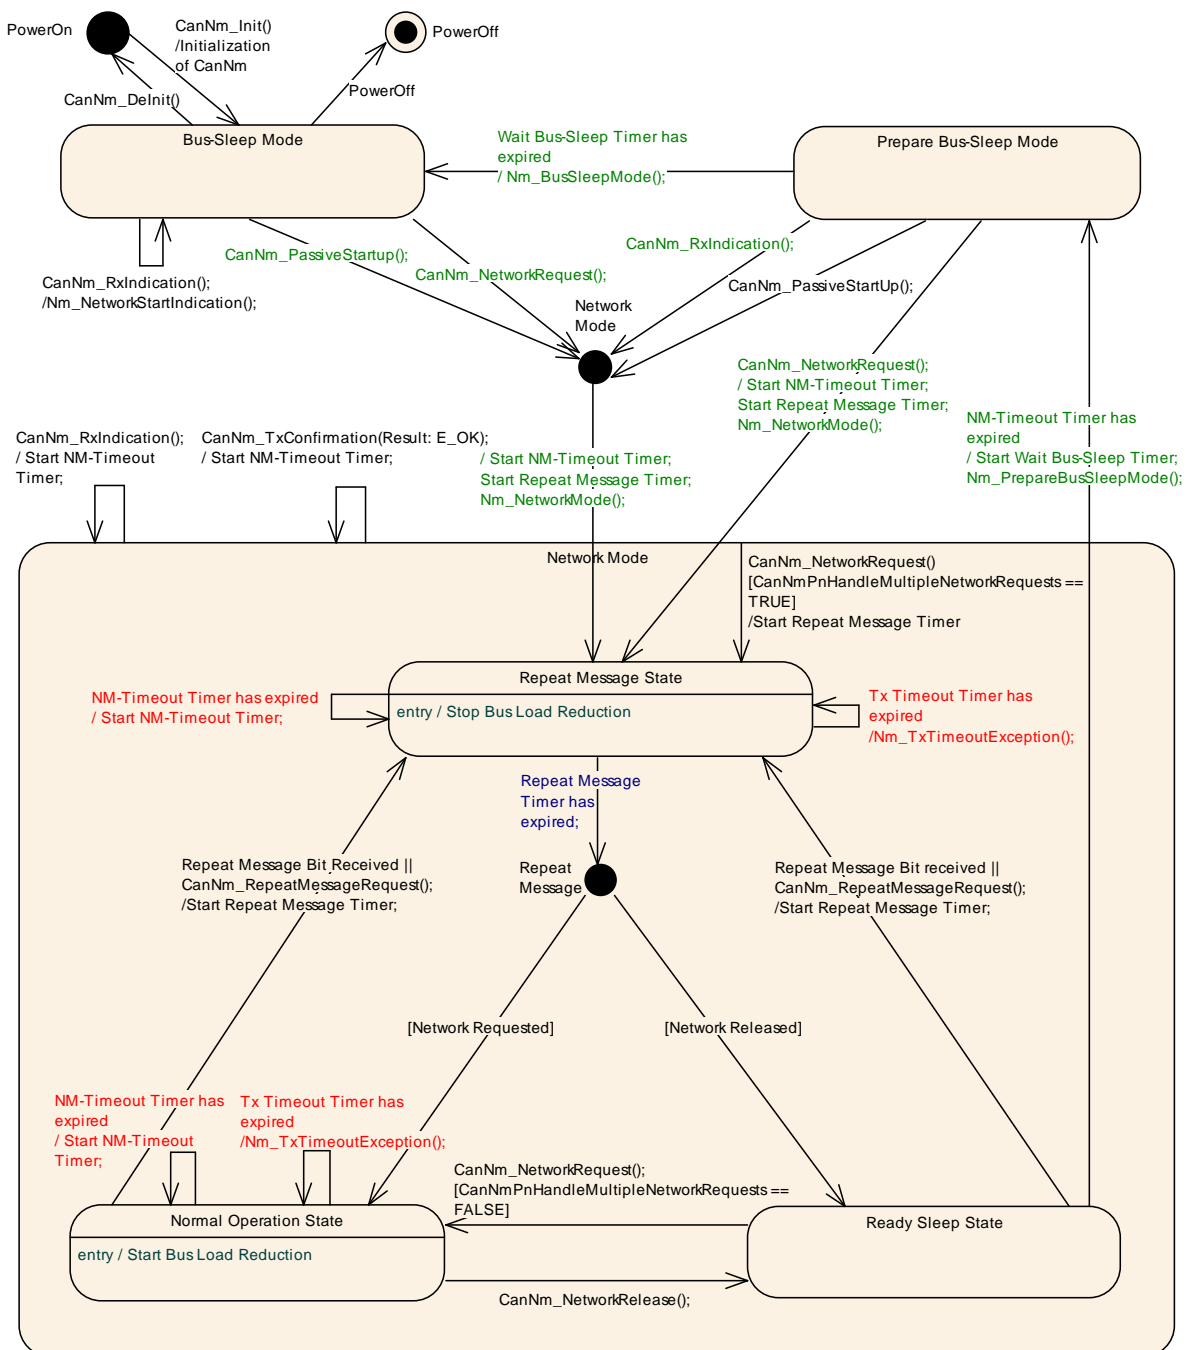 PowerOn
CanNm_Init()
/Initialization
of CanNm
PowerOff
CanNm_DeInit()
PowerOff
Bus-Sleep Mode
Wait Bus-Sleep Timer has
expired
/ Nm_BusSleepMode();
Prepare Bus-Sleep Mode
CanNm_RxIndication();
/Nm_NetworkStartIndication();
CanNm_PassiveStartup();
CanNm_NetworkRequest();
CanNm_RxIndication();
CanNm_PassiveStartUp();
Network
Mode
CanNm_NetworkRequest();
/ Start NM-Timeout Timer;
Start Repeat Message Timer;
Nm_NetworkMode();
NM-Timeout Timer has
expired
/ Start Wait Bus-Sleep Timer;
Nm_PrepareBusSleepMode();
CanNm_RxIndication();
/ Start NM-Timeout
Timer;
CanNm_TxConfirmation(Result: E_OK);
/ Start NM-Timeout Timer;
/ Start NM-Timeout Timer;
Start Repeat Message Timer;
Nm_NetworkMode();
Network Mode
CanNm_NetworkRequest()
[CanNmPnHandleMultipleNetworkRequests ==
TRUE]
/Start Repeat Message Timer
Repeat Message State
entry / Stop Bus Load Reduction
NM-Timeout Timer has expired
/ Start NM-Timeout Timer;
Tx Timeout Timer has
expired
/Nm_TxTimeoutException();
Repeat Message
Timer has
expired;
Repeat Message Bit Received ||
CanNm_RepeatMessageRequest();
/Start Repeat Message Timer;
Repeat
Message
Repeat Message Bit received ||
CanNm_RepeatMessageRequest();
/Start Repeat Message Timer;
[Network Requested]
[Network Released]
NM-Timeout Timer has
expired
/ Start NM-Timeout
Timer;
Tx Timeout Timer has
expired
/Nm_TxTimeoutException();
CanNm_NetworkRequest();
[CanNmPnHandleMultipleNetworkRequests ==
FALSE]
Normal Operation State
entry / Start Bus Load Reduction
Ready Sleep State
CanNm_NetworkRelease();